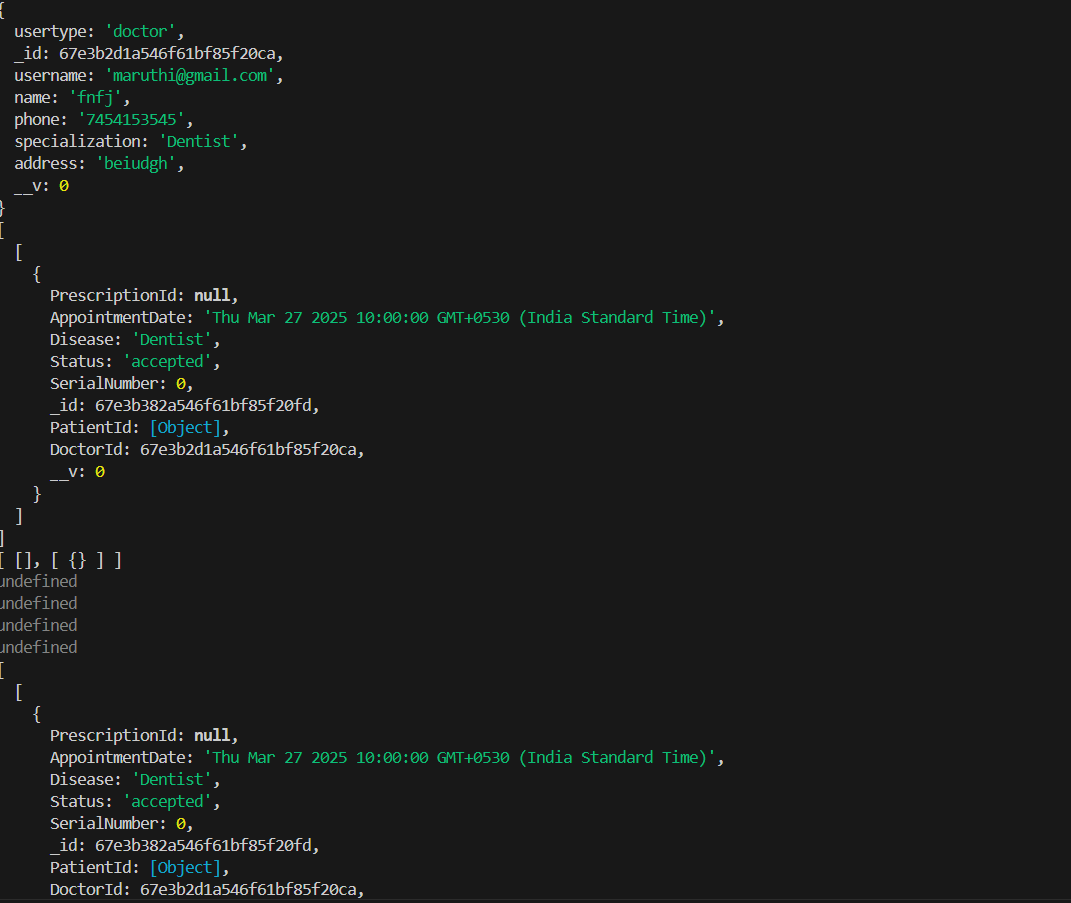 {
  usertype: 'doctor',
  _id: 67e3b2d1a546f61bf85f20ca,
  username: 'maruthi@gmail.com',
  name: 'fnfj',
  phone: '7454153545',
  specialization: 'Dentist',
  address: 'beiudgh',
  __v: 0
}
[
  [
    {
      PrescriptionId: null,
      AppointmentDate: 'Thu Mar 27 2025 10:00:00 GMT+0530 (India Standard Time)',
      Disease: 'Dentist',
      Status: 'accepted',
      SerialNumber: 0,
      _id: 67e3b382a546f61bf85f20fd,
      PatientId: [Object],
      DoctorId: 67e3b2d1a546f61bf85f20ca,
      __v: 0
    }
  ]
]
[ [], [ {} ] ]
undefined
undefined
undefined
undefined
[
  [
    {
      PrescriptionId: null,
      AppointmentDate: 'Thu Mar 27 2025 10:00:00 GMT+0530 (India Standard Time)',
      Disease: 'Dentist',
      Status: 'accepted',
      SerialNumber: 0,
      _id: 67e3b382a546f61bf85f20fd,
      PatientId: [Object],
      DoctorId: 67e3b2d1a546f61bf85f20ca,